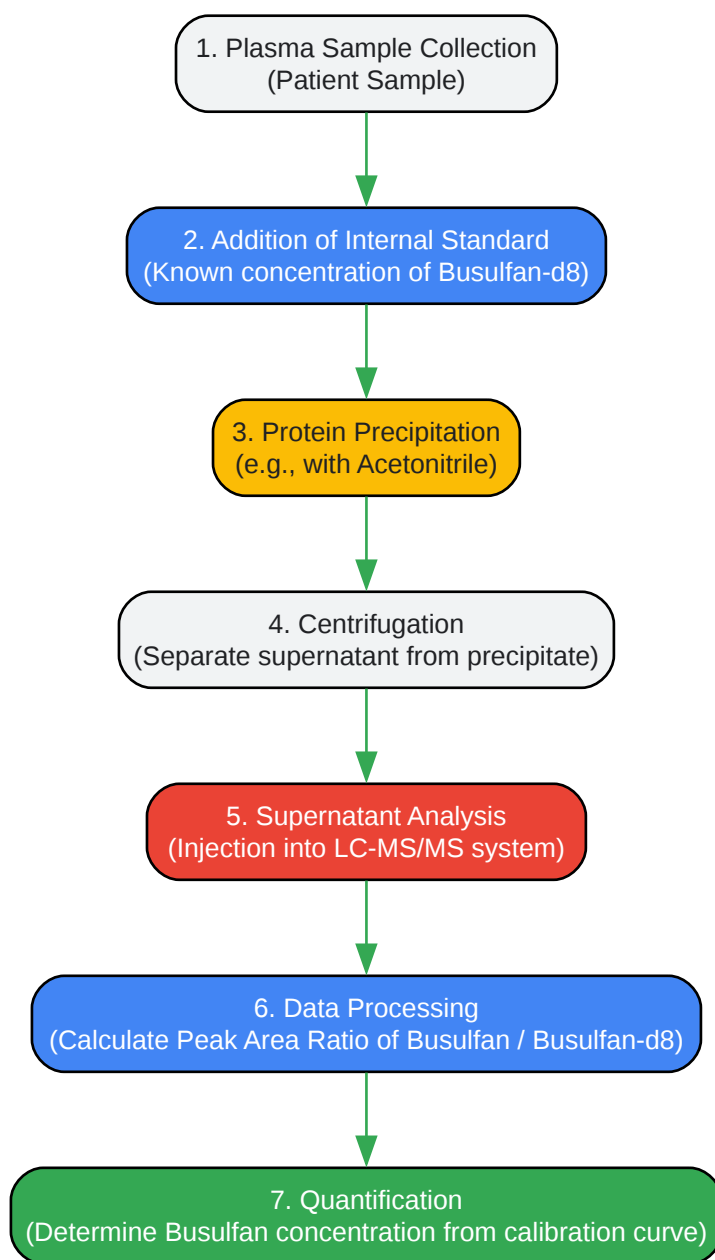 1. Plasma Sample Collection
(Patient Sample)
2. Addition of Internal Standard
(Known concentration of Busulfan-d8)
3. Protein Precipitation
(e.g., with Acetonitrile)
4. Centrifugation
(Separate supernatant from precipitate)
5. Supernatant Analysis
(Injection into LC-MS/MS system)
6. Data Processing
(Calculate Peak Area Ratio of Busulfan / Busulfan-d8)
7. Quantification
(Determine Busulfan concentration from calibration curve)